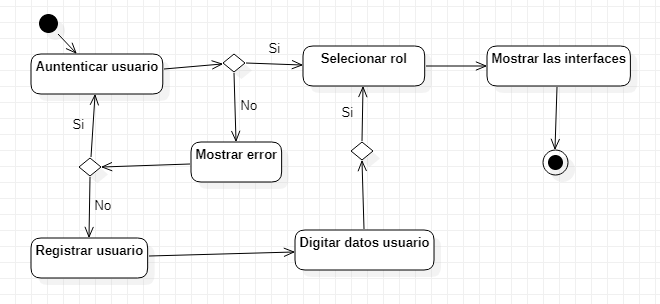 Si
Auntenticar usuario
Selecionar rol
Mostrar las interfaces
No
Si
Si
Mostrar error
No
Registrar usuario
Digitar datos usuario